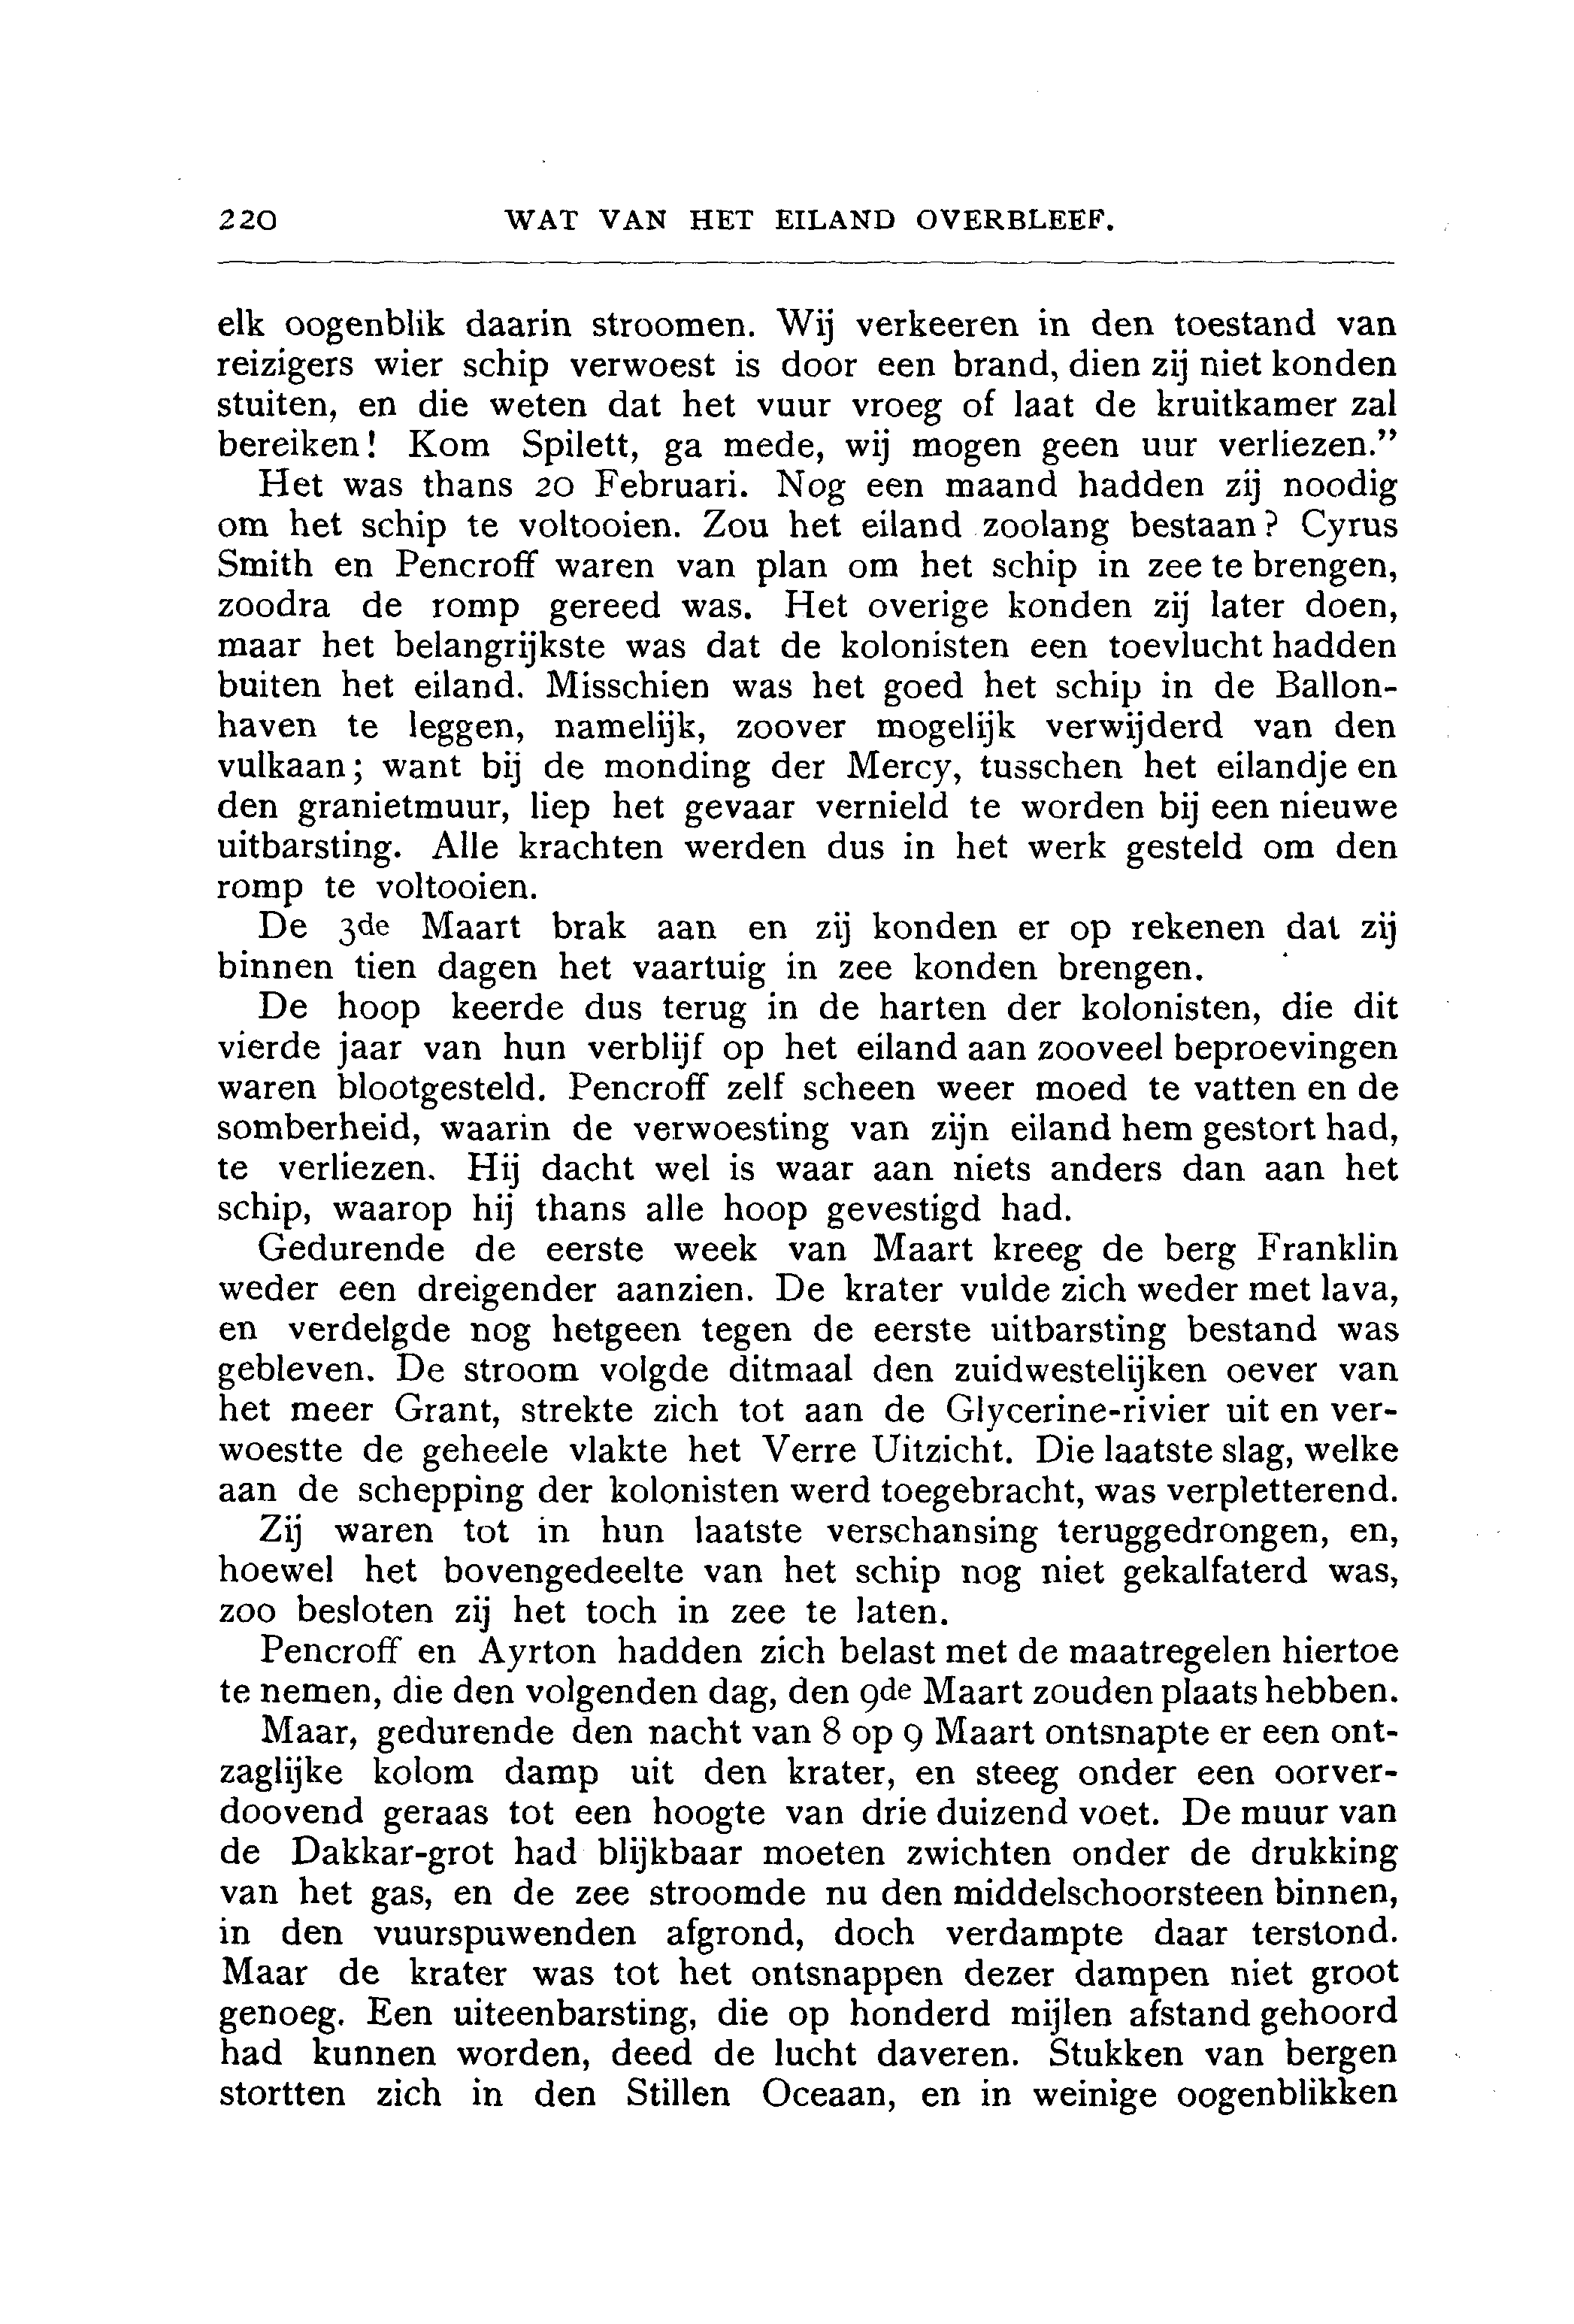 220 WAT VAN HET EILAND OVERBLEEF.
elk oogenblik daarin stroomen. Wij verkeeren in den toestand van
reizigers wier schip verwoest is door een brand, dien zij niet konden
stuiten, en die weten dat het vuur vroeg of laat de kruitkamer zal
bereiken! Kom Spilett, ga mede, wij mogen geen uur verliezen.”
Het was thans 20 Februari. Nog een maand hadden zij noodig
om het schip te voltooien. Zou het eiland zoolang bestaan? Cyrus
Smith en Pencroff waren van plan om het schip in zee te brengen,
zoodra de romp gereed was. Het overige konden zij later doen,
maar het belangrijkste was dat de kolonisten een toevlucht hadden
buiten het eiland. Misschien was het goed het schip in de Ballon-
haven te leggen, namelijk, zoover mogelijk verwijderd van den
vulkaan; want bij de monding der Mercy, tusschen het eilandje en
den granietmuur, liep het gevaar vernield te worden bij een nieuwe
uitbarsting. Alle krachten werden dus in het werk gesteld om den
romp te voltooien.
De 3de Maart brak aan en zij konden er op rekenen dat zij
binnen tien dagen het vaartuig in zee konden brengen.
De hoop keerde dus terug in de harten der kolonisten, die dit
vierde jaar van hun verblijf op het eiland aan zooveel beproevingen
waren blootgesteld. Pencroff zelf scheen weer moed te vatten en de
somberheid, waarin de verwoesting van zijn eiland hem gestort had,
te verliezen. Hij dacht wel is waar aan niets anders dan aan het
schip, waarop hij thans alle hoop gevestigd had.
Gedurende de eerste week van Maart kreeg de berg Franklin
weder een dreigender aanzien. De krater vulde zich weder met lava,
en verdelgde nog hetgeen tegen de eerste uitbarsting bestand was
gebleven. De stroom volgde ditmaal den zuidwestelijken oever van
het meer Grant, strekte zich tot aan de Glycerine-rivier uit en ver-
woestte de geheele vlakte het Verre Uitzicht. Die laatste slag, welke
aan de schepping der kolonisten werd toegebracht, was verpletterend.
Zij waren tot in hun laatste verschansing teruggedrongen, en,
hoewel het bovengedeelte van het schip nog niet gekalfaterd was,
zoo besloten zij het toch in zee te laten.
Pencroff en Ayrton hadden zich belast met de maatregelen hiertoe
te nemen, die den volgenden dag, den 9de Maart zouden plaats hebben.
Maar, gedurende den nacht van 8 op 9 Maart ontsnapte er een ont-
zaglijke kolom damp uit den krater, en steeg onder een oorver-
doovend geraas tot een hoogte van drie duizend voet. De muur van
de Dakkar-grot had blijkbaar moeten zwichten onder de drukking
van het gas, en de zee stroomde nu den middelschoorsteen binnen,
in den vuurspuwenden afgrond, doch verdampte daar terstond.
Maar de krater was tot het ontsnappen dezer dampen niet groot
genoeg. Een uiteenbarsting, die op honderd mijlen afstand gehoord
had kunnen worden, deed de lucht daveren. Stukken van bergen
stortten zich in den Stillen Oceaan, en in weinige oogenblikken